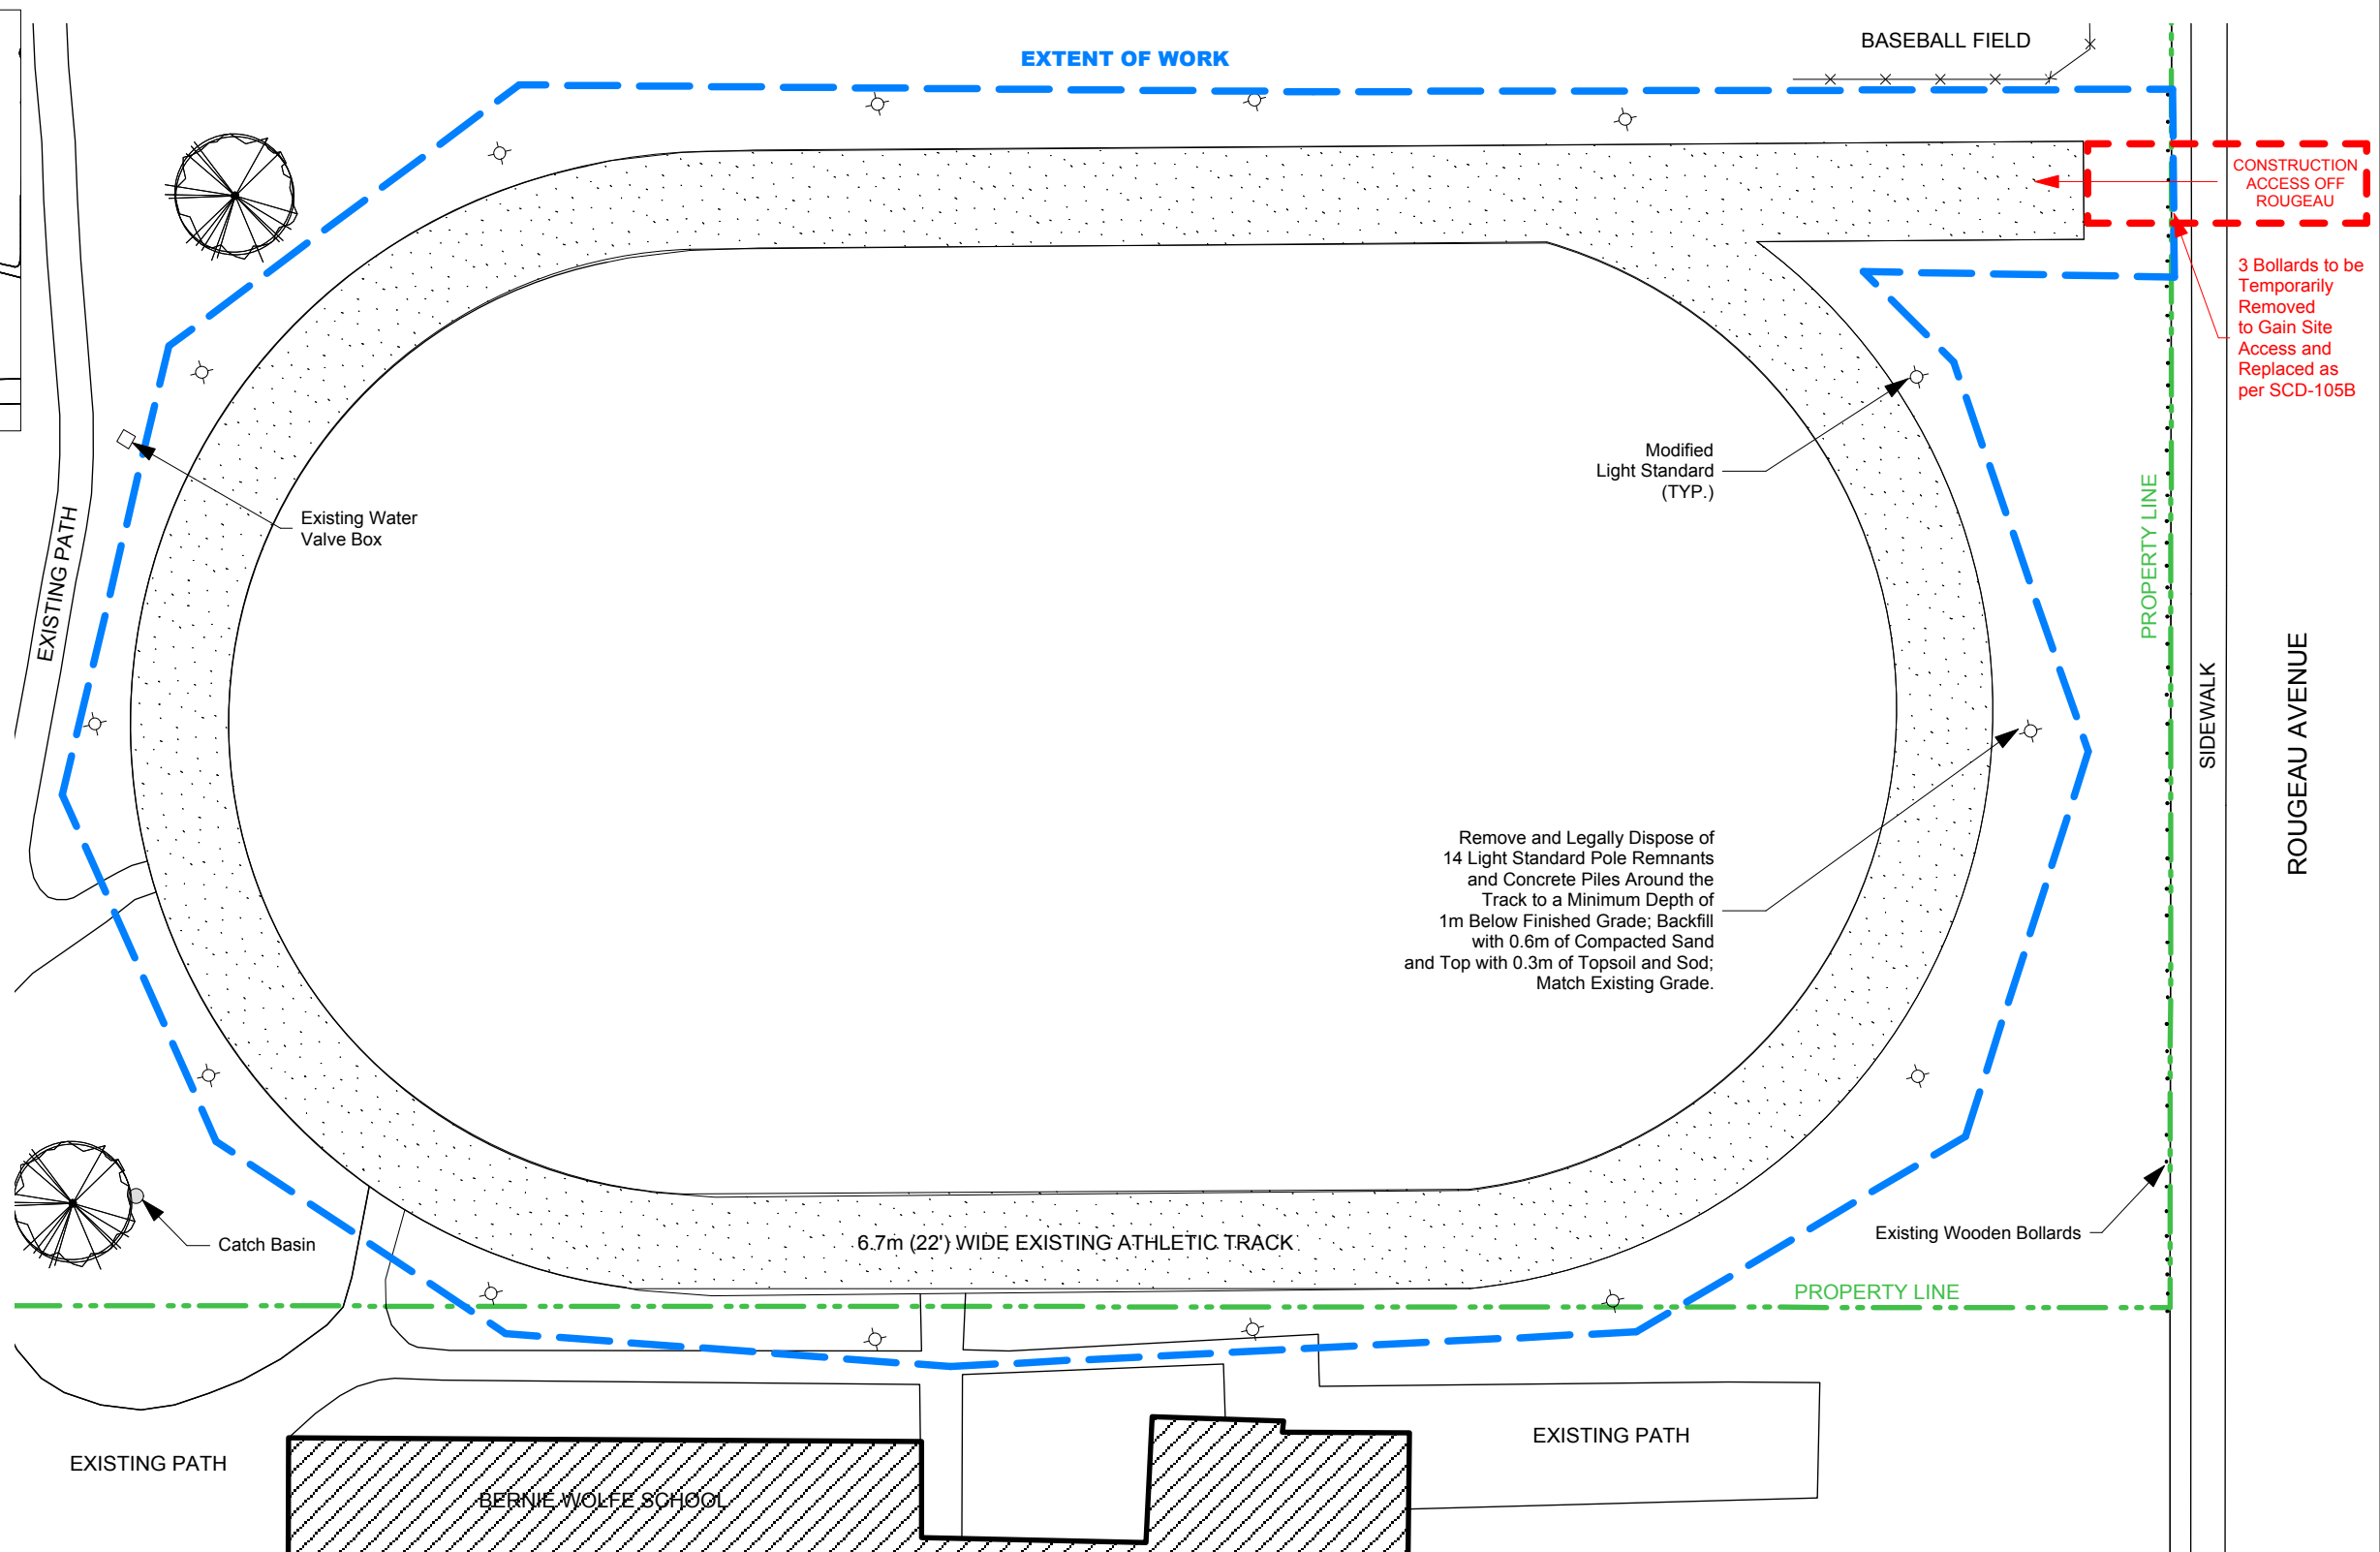 BASEBALL FIELD
EXTENT OF WORK
CONSTRUCTION
ACCESS OFF
ROUGEAU
3 Bollards to be
Temporarily
Removed
to Gain Site
Access and
Replaced as
per SCD-105B
Modified
Light Standard
(TYP.)
Existing Water
Valve Box
EXISTING PATH
PROPERTY LINE
SIDEWALK
ROUGEAU AVENUE
Remove and Legally Dispose of
14 Light Standard Pole Remnants
and Concrete Piles Around the
Track to a Minimum Depth of
1m Below Finished Grade; Backfill
with 0.6m of Compacted Sand
and Top with 0.3m of Topsoil and Sod;
Match Existing Grade.
Catch Basin
6.7m (22') WIDE EXISTING ATHLETIC TRACK
Existing Wooden Bollards
PROPERTY LINE
EXISTING PATH
EXISTING PATH
BERNIE WOLFE SCHOOL